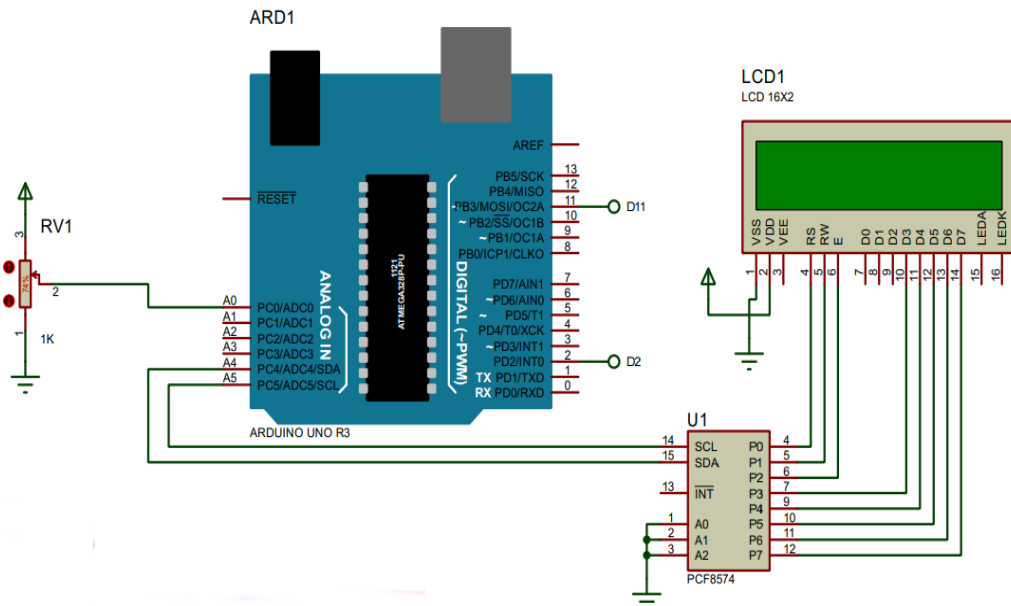 ARD1
ARDUINO UNO R3
RESET
AREF
13 PB5/SCK
12 PB4/MISO
11 ~PB3/MOSI/OC2A
10 ~PB2/SS/OC1B
9 ~PB1/OC1A
8 PB0/ICP1/CLKO
7 PD7/AIN1
6 ~PD6/AIN0
5 ~PD5/T1
4 PD4/T0/XCK
3 ~PD3/INT1
2 PD2/INT0
1 TX PD1/TXD
0 RX PD0/RXD
D11
D2
ANALOG IN
DIGITAL (~PWM)
ATMEGA328P-PU
1121
A0 PC0/ADC0
A1 PC1/ADC1
A2 PC2/ADC2
A3 PC3/ADC3
A4 PC4/ADC4/SDA
A5 PC5/ADC5/SCL
RV1
3
74%
2
1
1K
LCD1
LCD 16X2
VSS VDD VEE RS RW E D0 D1 D2 D3 D4 D5 D6 D7 LEDA LEDK
1 2 3 4 5 6 7 8 9 10 11 12 13 14 15 16
U1
14 SCL P0 4
15 SDA P1 5
P2 6
13 INT P3 7
P4 9
1 A0 P5 10
2 A1 P6 11
3 A2 P7 12
PCF8574